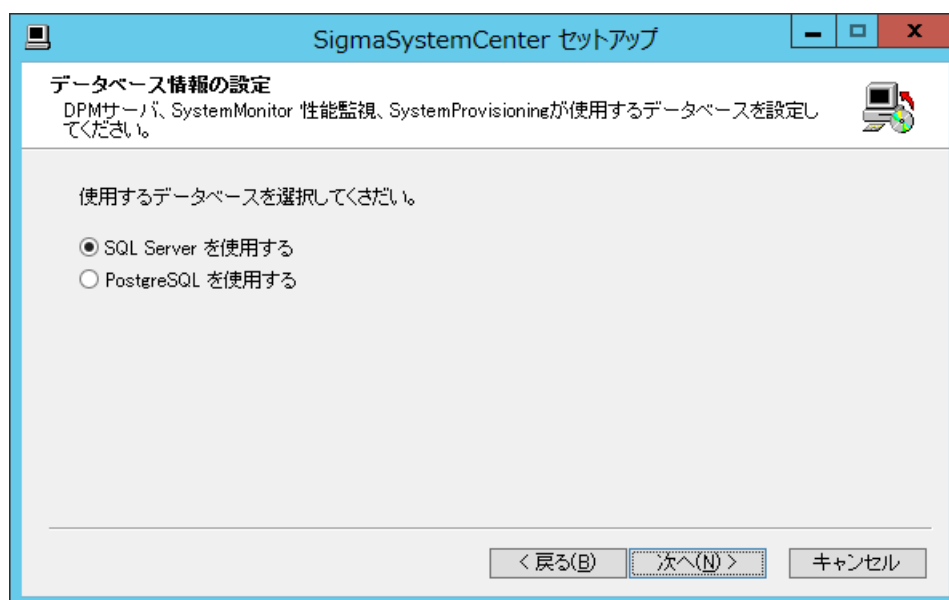 SigmaSystemCenter セットアップ
データベース情報の設定
DPMサーバ、SystemMonitor 性能監視、SystemProvisioningが使用するデータベースを設定し
てください。
使用するデータベースを選択してくさだい。
SQL Server を使用する
PostgreSQL を使用する
< 戻る(B)
次へ(N) >
キャンセル